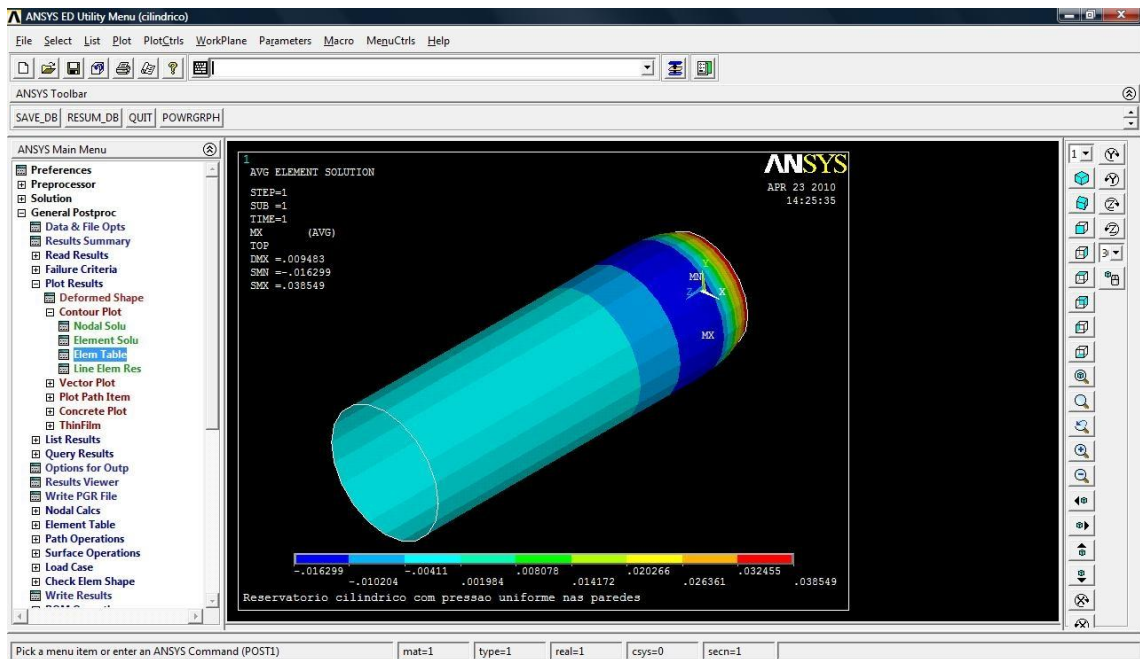 ANSYS ED Utility Menu (cilindrico)
File Select List Plot PlotCtrls WorkPlane Parameters Macro MenuCtrls Help
ANSYS Toolbar
SAVE_DB RESUM_DB QUIT POWRGRPH
ANSYS Main Menu
Preferences
Preprocessor
Solution
General Postproc
Data & File Opts
Results Summary
Read Results
Failure Criteria
Plot Results
Deformed Shape
Contour Plot
Nodal Solu
Element Solu
Elem Table
Line Elem Res
Vector Plot
Plot Path Item
Concrete Plot
ThinFilm
List Results
Query Results
Options for Outp
Results Viewer
Write PGR File
Nodal Calcs
Element Table
Path Operations
Surface Operations
Load Case
Check Elem Shape
Write Results
1
AVG ELEMENT SOLUTION
STEP=1
SUB =1
TIME=1
MX (AVG)
TOP
DMX =.009483
SMN =-.016299
SMX =.038549
ANSYS
APR 23 2010
14:25:35
MN
Y
Z
X
MX
-.016299 -.00411 .008078 .020266 .032455
-.010204 .001984 .014172 .026361 .038549
Reservatorio cilindrico com pressao uniforme nas paredes
1
3
Pick a menu item or enter an ANSYS Command (POST1) mat=1 type=1 real=1 csys=0 secn=1